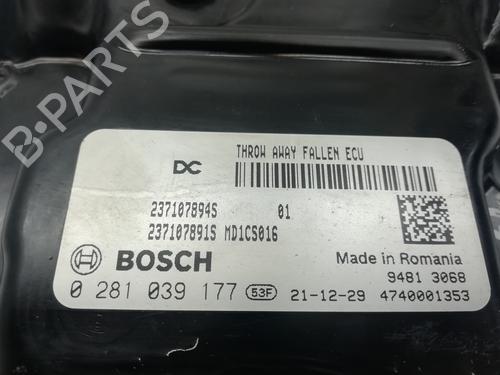 THROW AWAY FALLEN ECU
DC
237107894S 01
237107891S MD1CS016
BOSCH
Made in Romania
9481 3068
0 281 039 177 53F 21-12-29 4740001353
B-PARTS